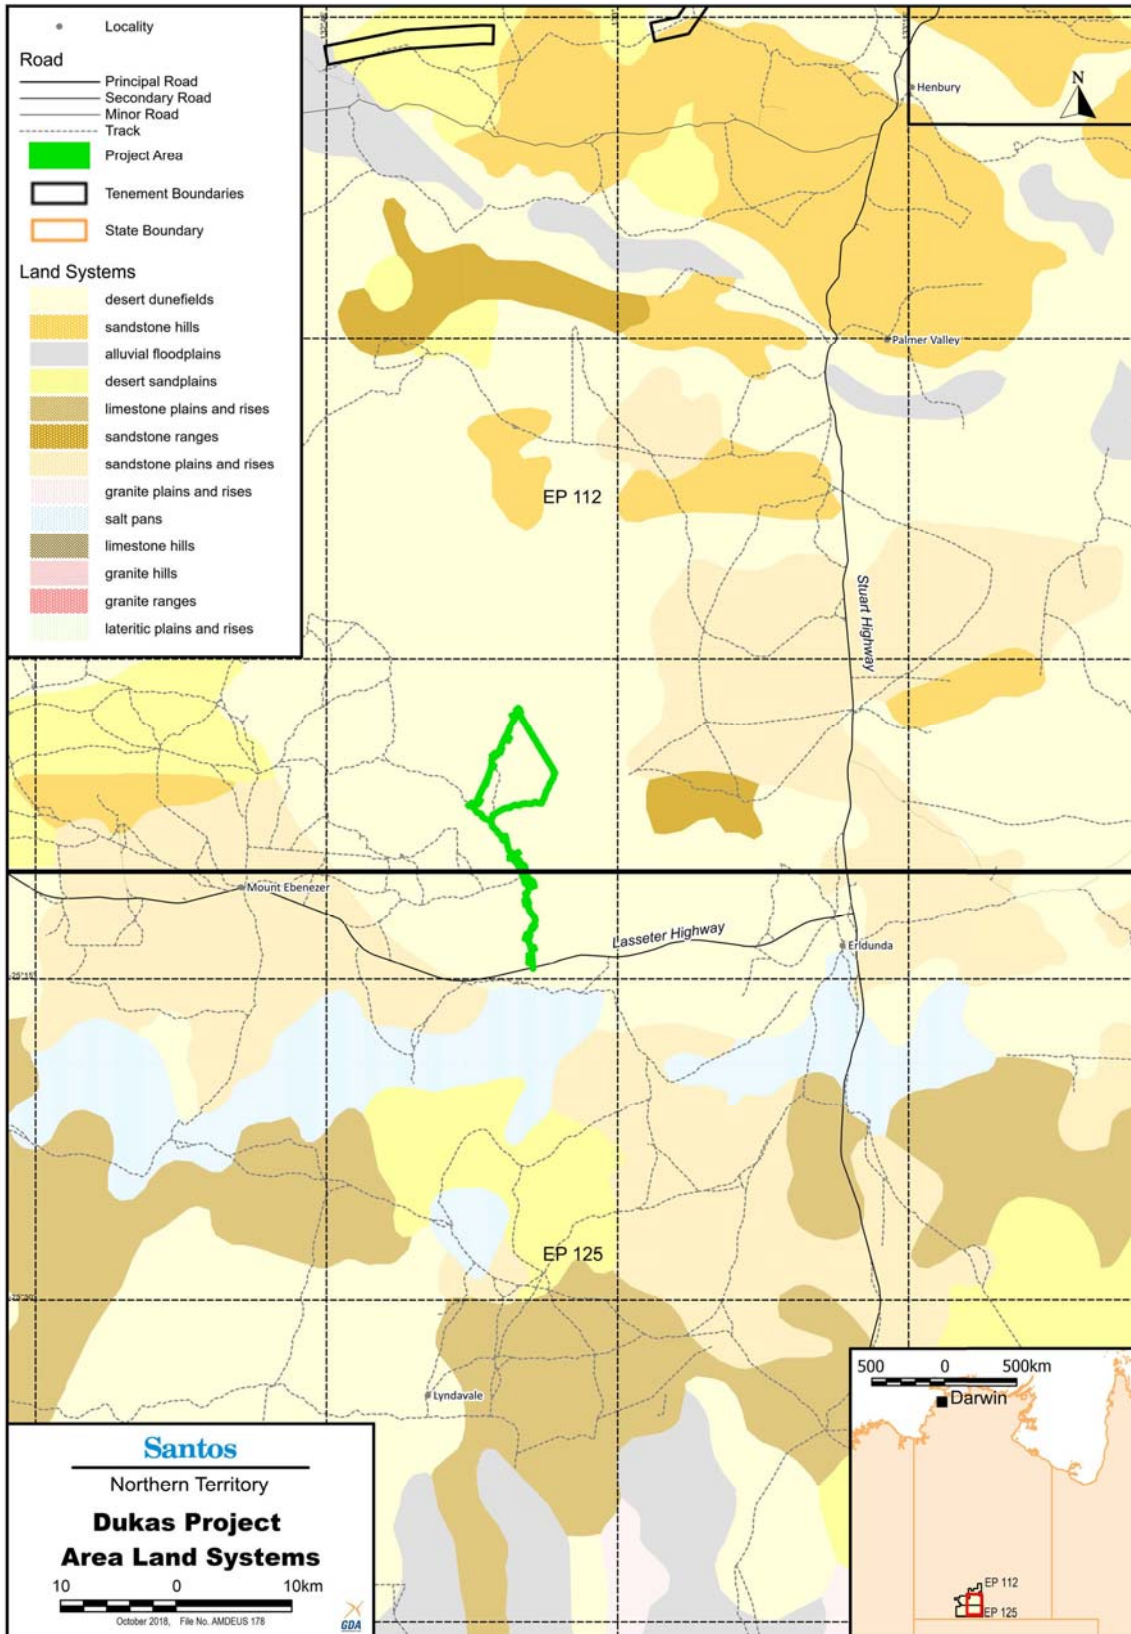 Locality
Road
Principal Road
Secondary Road
Minor Road
Track
Project Area
Tenement Boundaries
State Boundary
Land Systems
desert dunefields
sandstone hills
alluvial floodplains
desert sandplains
limestone plains and rises
sandstone ranges
sandstone plains and rises
granite plains and rises
salt pans
limestone hills
granite hills
granite ranges
lateritic plains and rises
N
Henbury
Palmer Valley
EP 112
Stuart Highway
Mount Ebenezer
Lasseter Highway
Erldunda
EP 125
Lyndavale
Santos
Northern Territory
Dukas Project
Area Land Systems
10 0 10km
October 2018, File No. AMDEUS 178
GDA
500 0 500km
Darwin
EP 112
EP 125